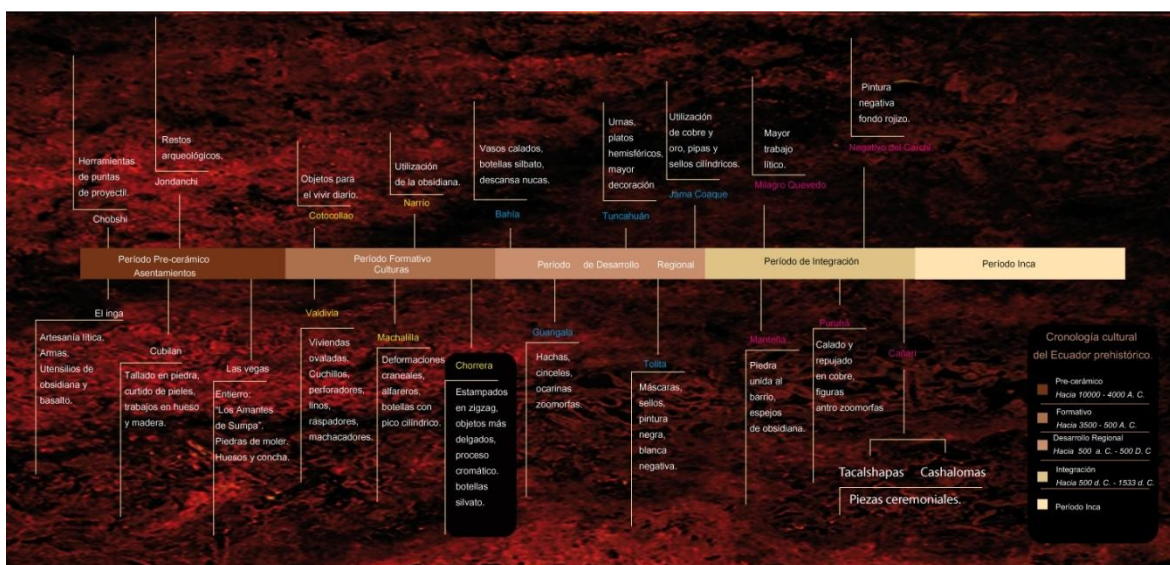 Herramientas
de puntas
de proyectil.
Chobshi
Restos
arqueológicos.
Jondanchi
Objetos para
el vivir diario.
Cotocollao
Utilización
de la obsidiana.
Narrío
Vasos calados,
botellas silbato,
descansa nucas.
Bahía
Urnas,
platos
hemisféricos,
mayor
decoración
Tuncahuán
Utilización
de cobre y
oro, pipas y
sellos cilíndricos.
Jama Coaque
Mayor
trabajo
lítico.
Milagro Quevedo
Pintura
negativa
fondo rojizo.
Negativo del Carchi
Período Pre-cerámico
Asentamientos
Período Formativo
Culturas
Período de Desarrollo Regional
Período de Integración
Período Inca
El inga
Artesanía lítica.
Armas,
Utensilios de
obsidiana y
basalto.
Cubilan
Tallado en piedra,
curtido de pieles,
trabajos en hueso
y madera.
Las vegas
Entierro:
"Los Amantes
de Sumpa".
Piedras de moler.
Huesos y concha.
Valdivia
Viviendas
ovaladas,
Cuchillos,
perforadores,
linos,
raspadores,
machacadores.
Machalilla
Deformaciones
craneales,
alfareros,
botellas con
pico cilíndrico.
Chorrera
Estampados
en zigzag,
objetos más
delgados,
proceso
cromático.
botellas
silvato.
Guangala
Hachas,
cinceles,
ocarinas
zoomorfas.
Tolita
Máscaras,
sellos,
pintura
negra,
blanca
negativa.
Manteña
Piedra
unida al
barrio,
espejos
de obsidiana.
Puruhá
Calado y
repujado
en cobre,
figuras
antro zoomorfas
Cañari
Tacalshapas
Cashalomas
Piezas ceremoniales.
Cronología cultural
del Ecuador prehistórico.
Pre-cerámico
Hacia 10000 - 4000 A. C.
Formativo
Hacia 3500 - 500 A. C.
Desarrollo Regional
Hacia 500 a. C. - 500 D. C
Integración
Hacia 500 d. C. - 1533 d. C.
Período Inca